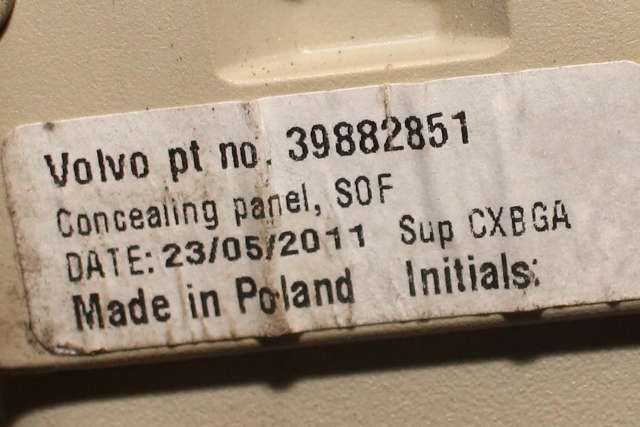 Volvo pt no. 39882851
Concealing panel, SOF
DATE: 23/05/2011 Sup CXBGA
Made in Poland Initials: